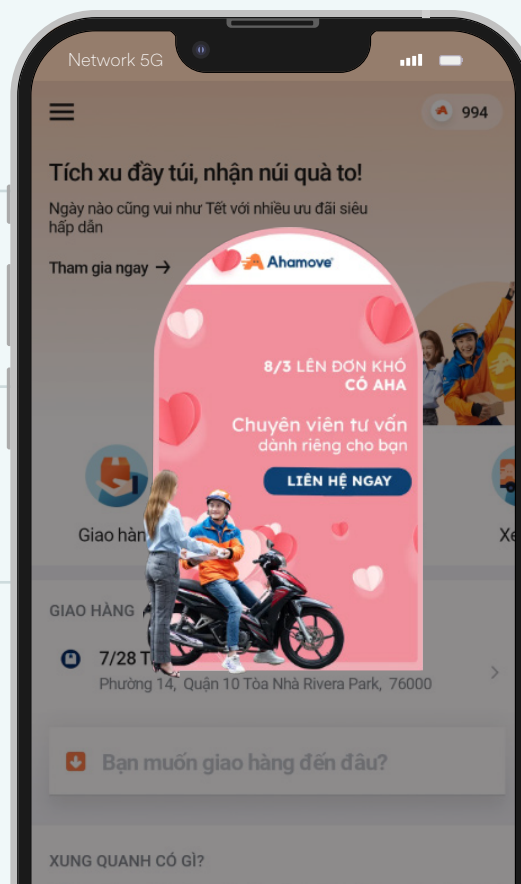 Network 5G
994
Tích xu đầy túi, nhận núi quà to!
Ngày nào cũng vui như Tết với nhiều ưu đãi siêu
hấp dẫn
Tham gia ngay →
Ahamove
8/3 LÊN ĐƠN KHÓ
CÓ AHA
Chuyên viên tư vấn
dành riêng cho bạn
LIÊN HỆ NGAY
Giao hàn
Xe
GIAO HÀNG
7/28 T
Phường 14, Quận 10 Tòa Nhà Rivera Park, 76000
Bạn muốn giao hàng đến đâu?
XUNG QUANH CÓ GÌ?